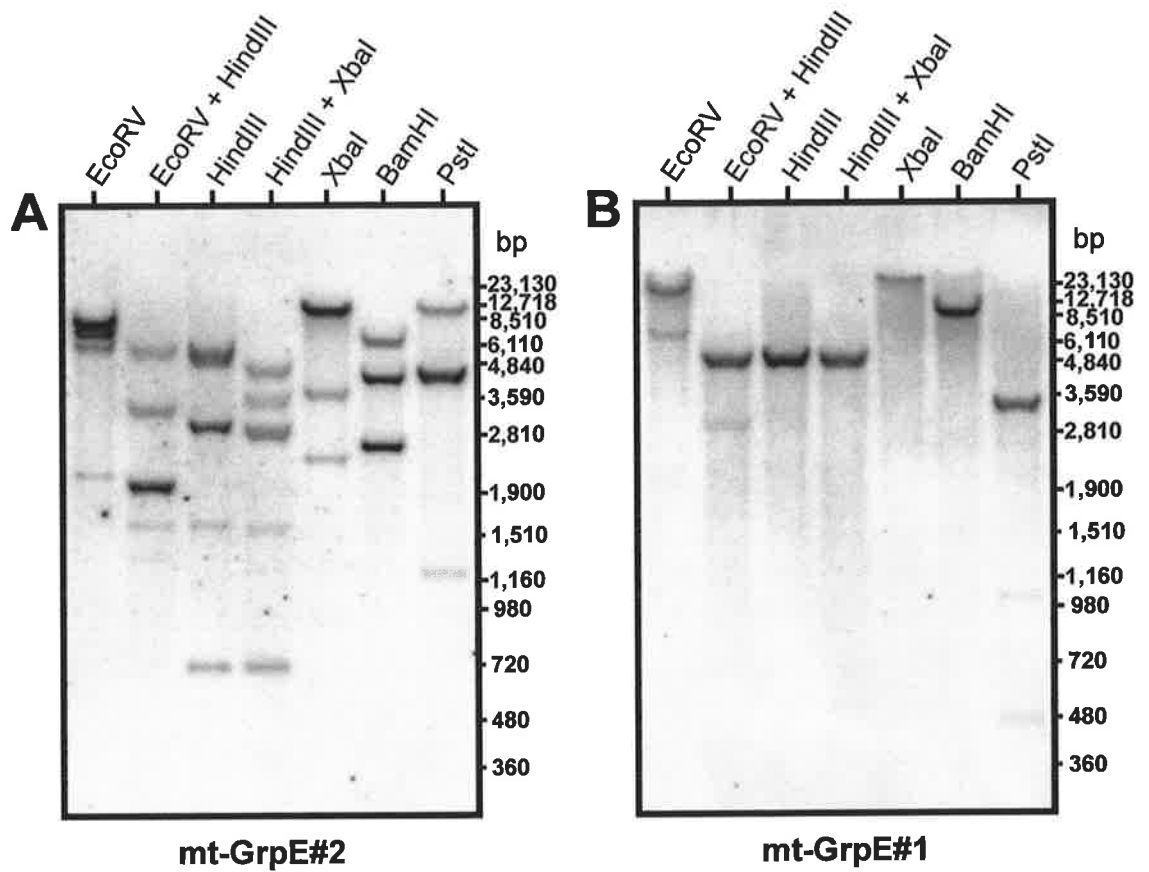 EcoRV
EcoRV + HindIII
HindIII
HindIII + XbaI
XbaI
BamHI
PstI
A
bp
23,130
12,718
8,510
6,110
4,840
3,590
2,810
1,900
1,510
1,160
980
720
480
360
mt-GrpE#2
EcoRV
EcoRV + HindIII
HindIII
HindIII + XbaI
XbaI
BamHI
PstI
B
bp
23,130
12,718
8,510
6,110
4,840
3,590
2,810
1,900
1,510
1,160
980
720
480
360
mt-GrpE#1